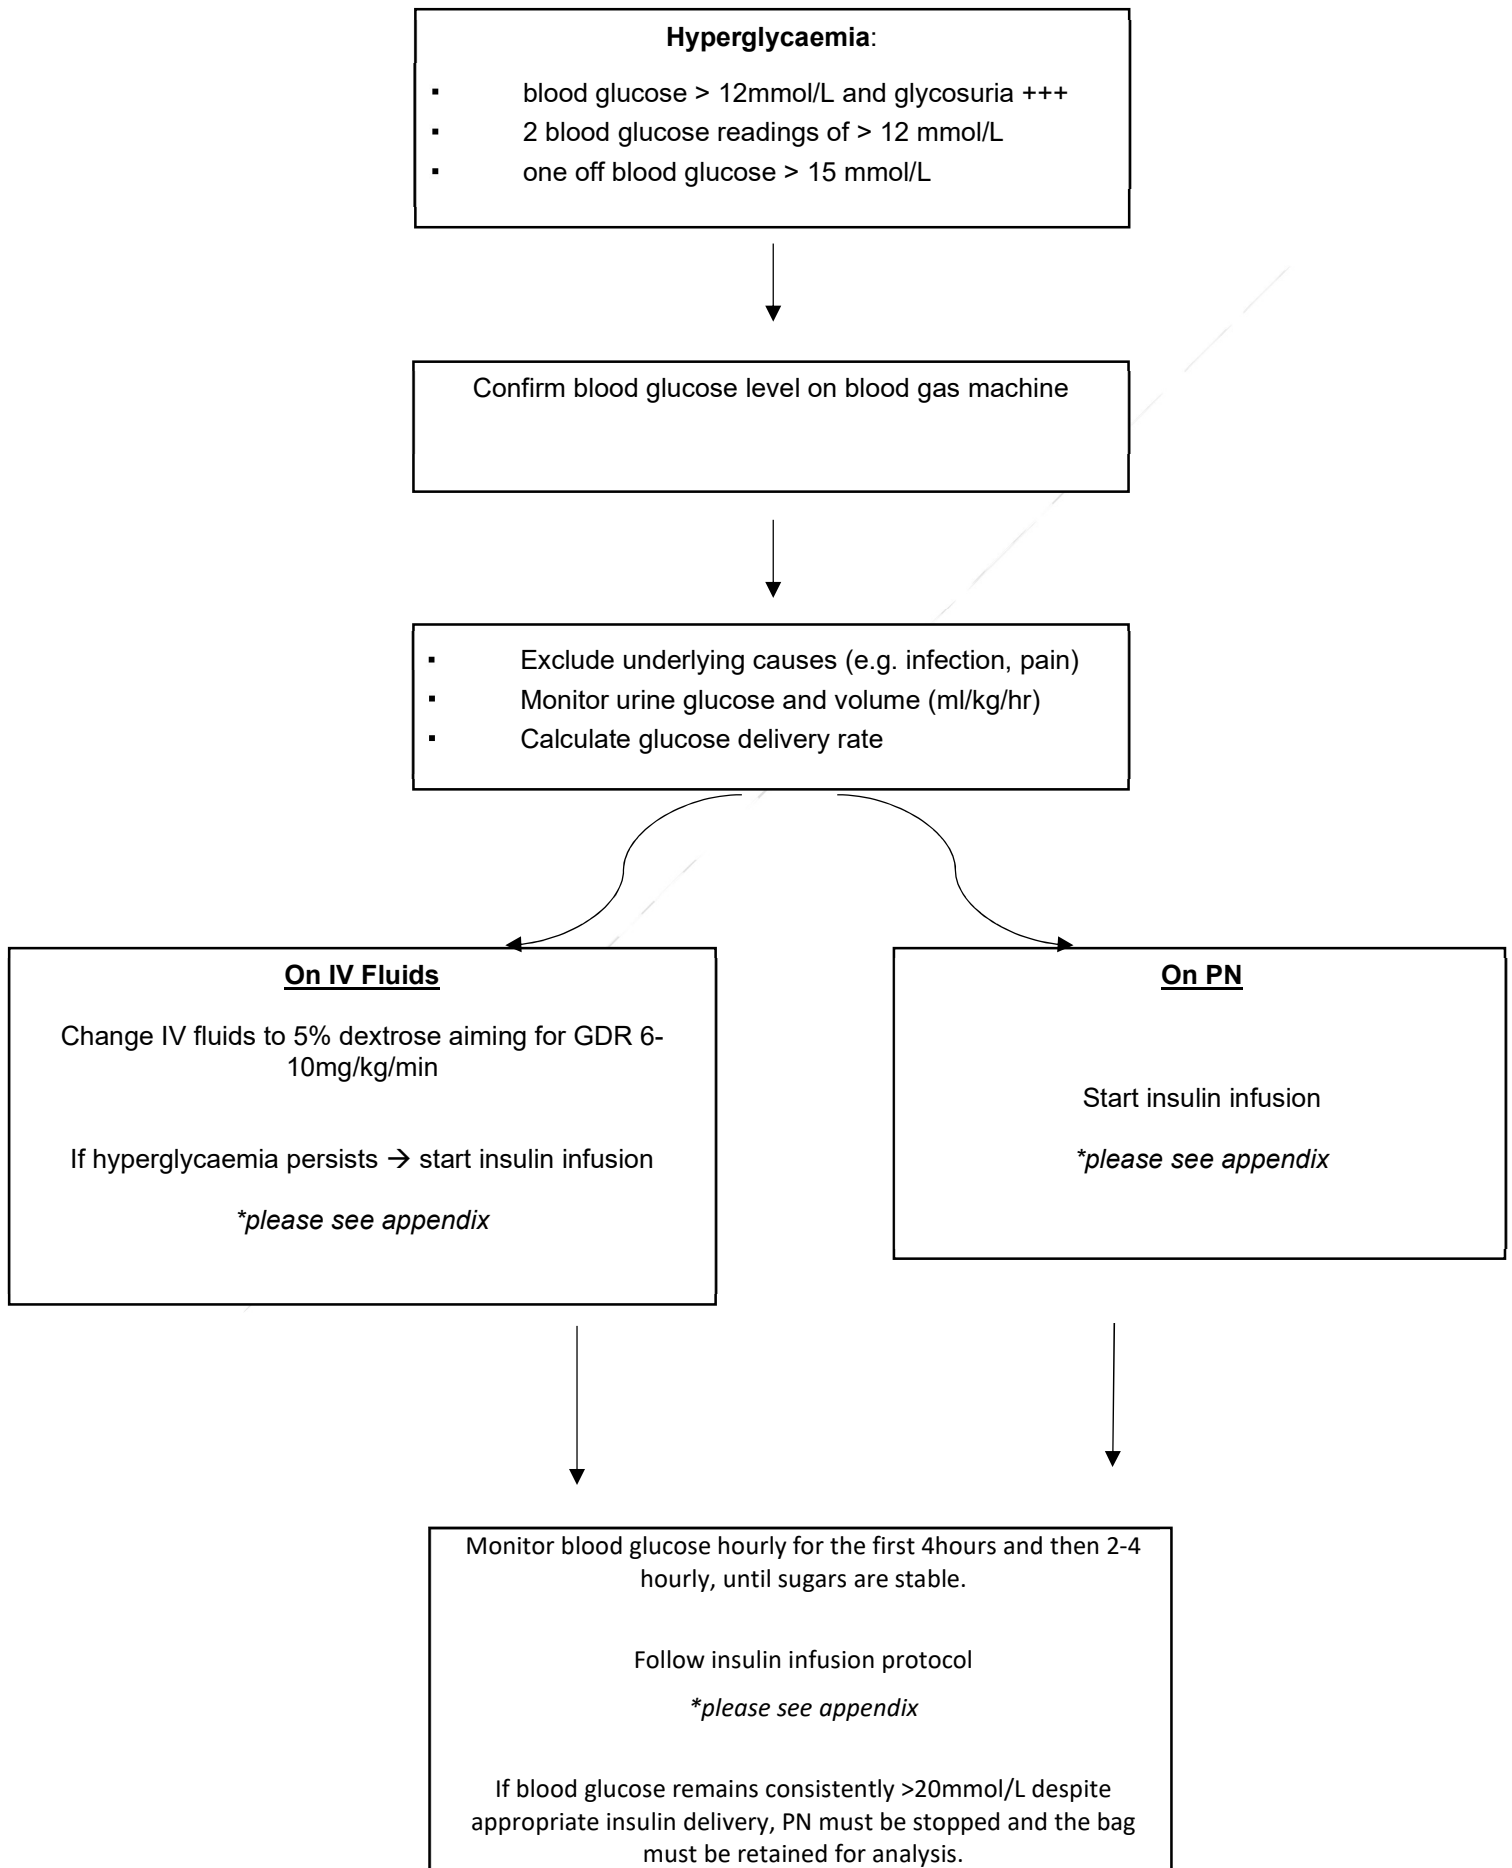 Hyperglycaemia:
▪ blood glucose > 12mmol/L and glycosuria +++
▪ 2 blood glucose readings of > 12 mmol/L
▪ one off blood glucose > 15 mmol/L
Confirm blood glucose level on blood gas machine
▪ Exclude underlying causes (e.g. infection, pain)
▪ Monitor urine glucose and volume (ml/kg/hr)
▪ Calculate glucose delivery rate
On IV Fluids
Change IV fluids to 5% dextrose aiming for GDR 6-
10mg/kg/min
If hyperglycaemia persists → start insulin infusion
*please see appendix
On PN
Start insulin infusion
*please see appendix
Monitor blood glucose hourly for the first 4hours and then 2-4
hourly, until sugars are stable.
Follow insulin infusion protocol
*please see appendix
If blood glucose remains consistently >20mmol/L despite
appropriate insulin delivery, PN must be stopped and the bag
must be retained for analysis.